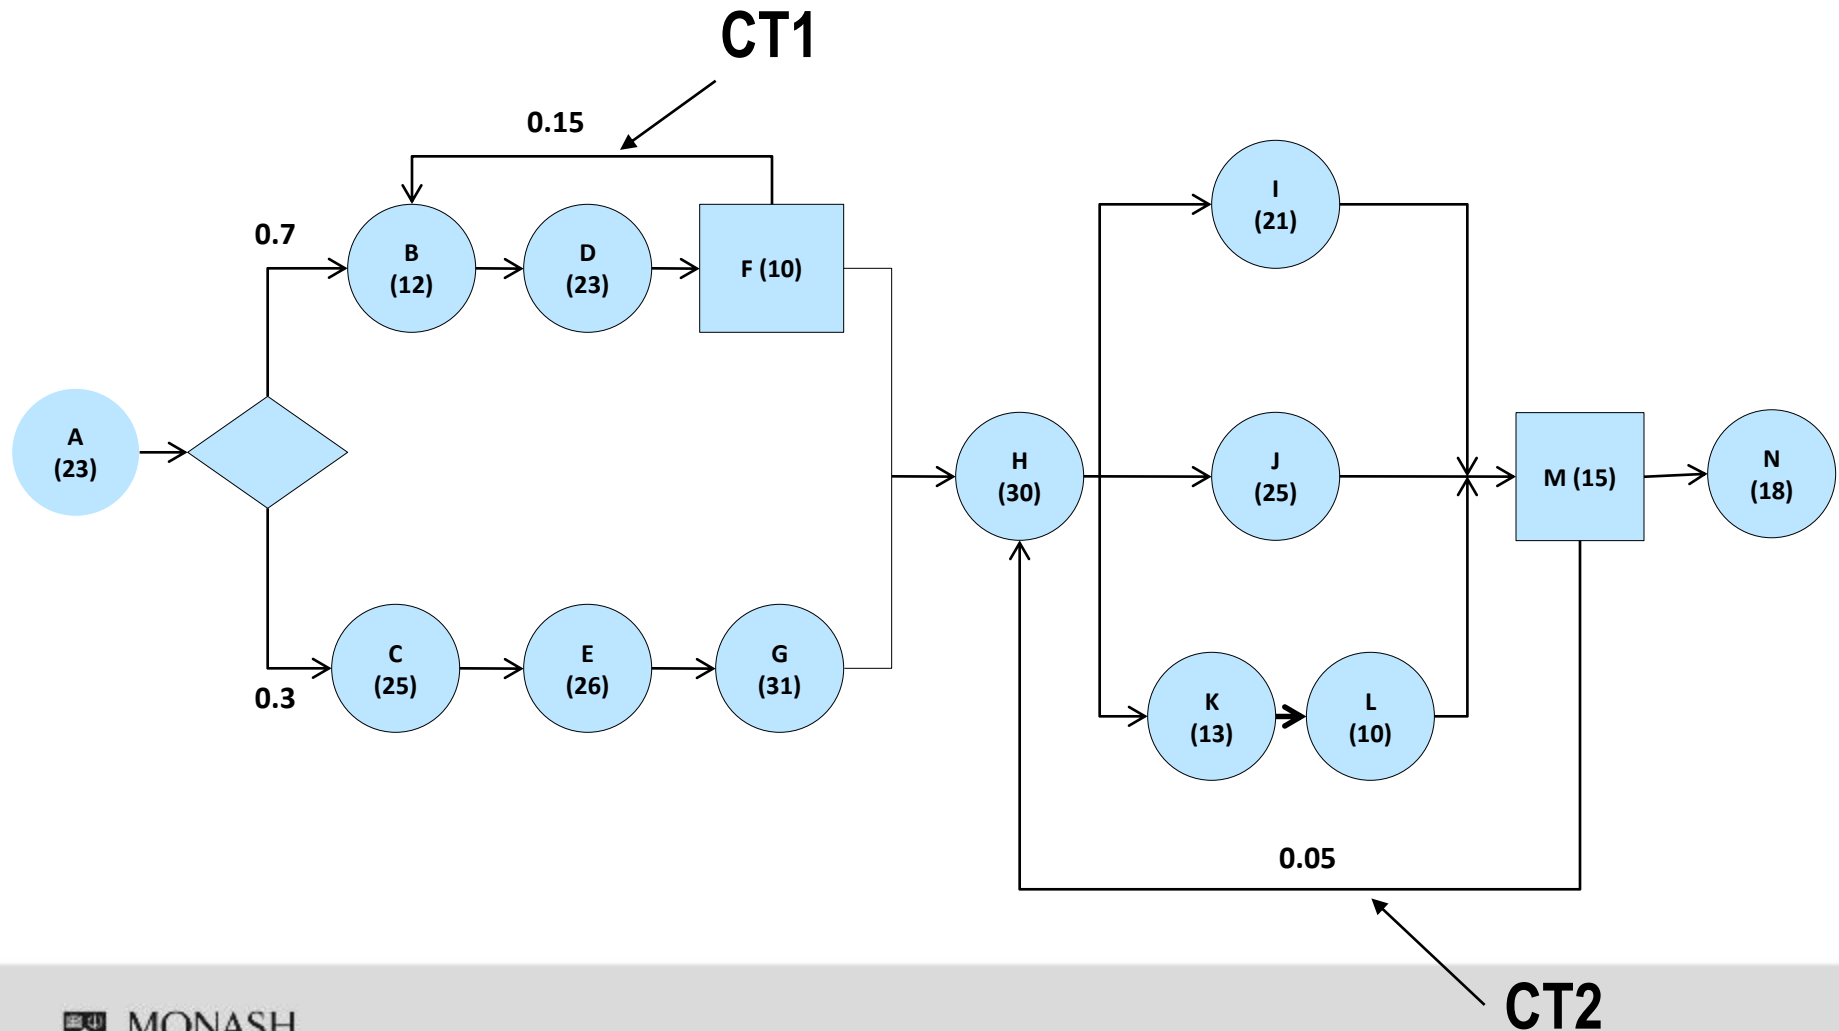 CT1
0.15
0.7
B
(12)
D
(23)
F (10)
I
(21)
A
(23)
H
(30)
J
(25)
M (15)
N
(18)
C
(25)
E
(26)
G
(31)
0.3
K
(13)
L
(10)
0.05
CT2
MONASH